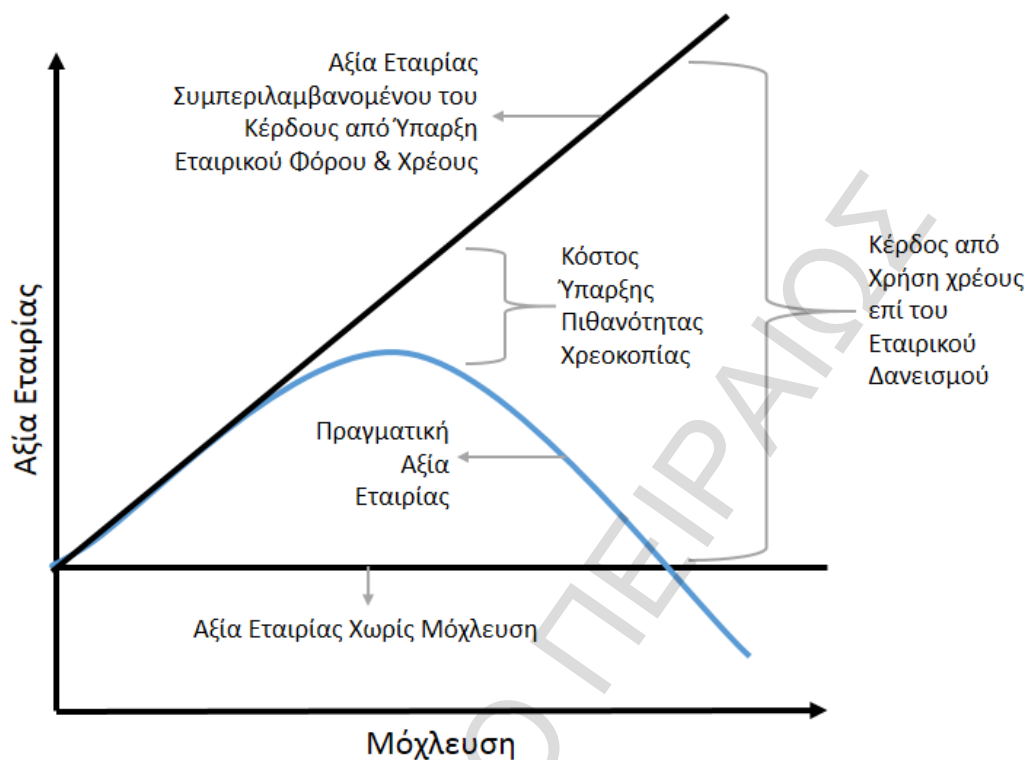 Αξία Εταιρίας
Συμπεριλαμβανομένου του
Κέρδους από Ύπαρξη
Εταιρικού Φόρου & Χρέους
Κόστος
Ύπαρξης
Πιθανότητας
Χρεοκοπίας
Κέρδος από
Χρήση χρέους
επί του
Εταιρικού
Δανεισμού
Αξία Εταιρίας
Πραγματική
Αξία
Εταιρίας
Αξία Εταιρίας Χωρίς Μόχλευση
Μόχλευση
Ο ΠΕΙΡΑΙΩΣ